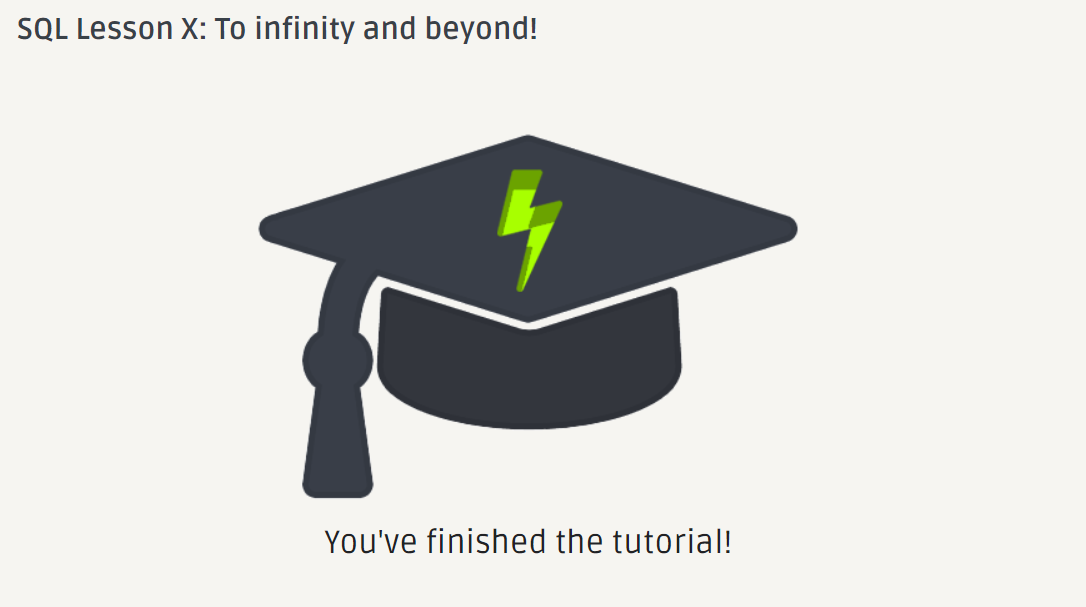 SQL Lesson X: To infinity and beyond!
You've finished the tutorial!